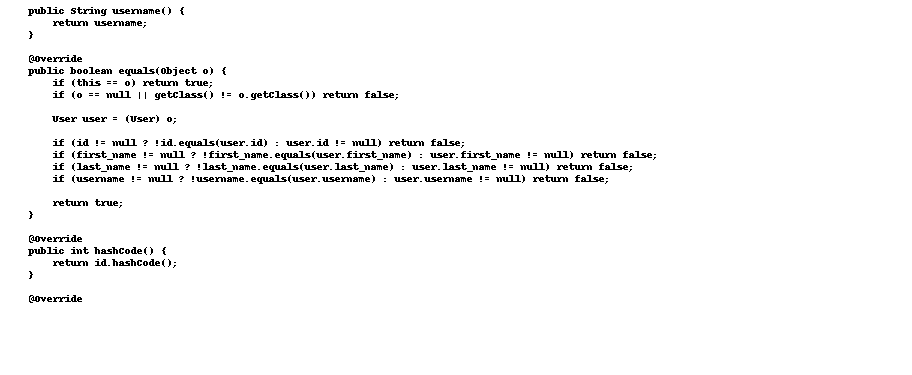 public String username() {
    return username;
}

@Override
public boolean equals(Object o) {
    if (this == o) return true;
    if (o == null || getClass() != o.getClass()) return false;

    User user = (User) o;

    if (id != null ? !id.equals(user.id) : user.id != null) return false;
    if (first_name != null ? !first_name.equals(user.first_name) : user.first_name != null) return false;
    if (last_name != null ? !last_name.equals(user.last_name) : user.last_name != null) return false;
    if (username != null ? !username.equals(user.username) : user.username != null) return false;

    return true;
}

@Override
public int hashCode() {
    return id.hashCode();
}

@Override